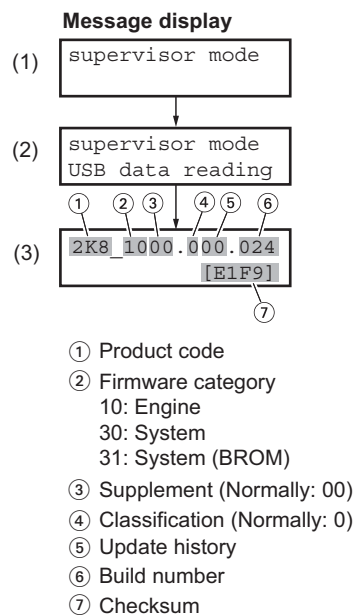 Message display
(1)
supervisor mode
(2)
supervisor mode
USB data reading
① ② ③ ④ ⑤ ⑥
(3)
2K8_1000.000.024
[E1F9]
⑦
① Product code
② Firmware category
10: Engine
30: System
31: System (BROM)
③ Supplement (Normally: 00)
④ Classification (Normally: 0)
⑤ Update history
⑥ Build number
⑦ Checksum